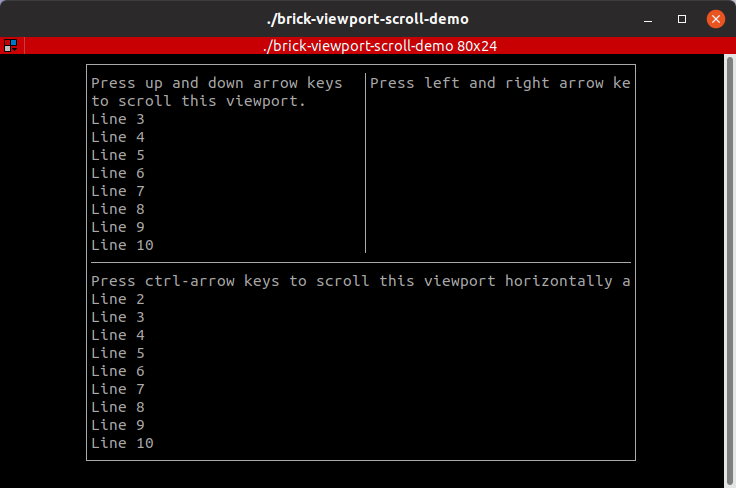 ./brick-viewport-scroll-demo
./brick-viewport-scroll-demo 80x24
Press up and down arrow keys
to scroll this viewport.
Line 3
Line 4
Line 5
Line 6
Line 7
Line 8
Line 9
Line 10
Press left and right arrow ke
Press ctrl-arrow keys to scroll this viewport horizontally a
Line 2
Line 3
Line 4
Line 5
Line 6
Line 7
Line 8
Line 9
Line 10